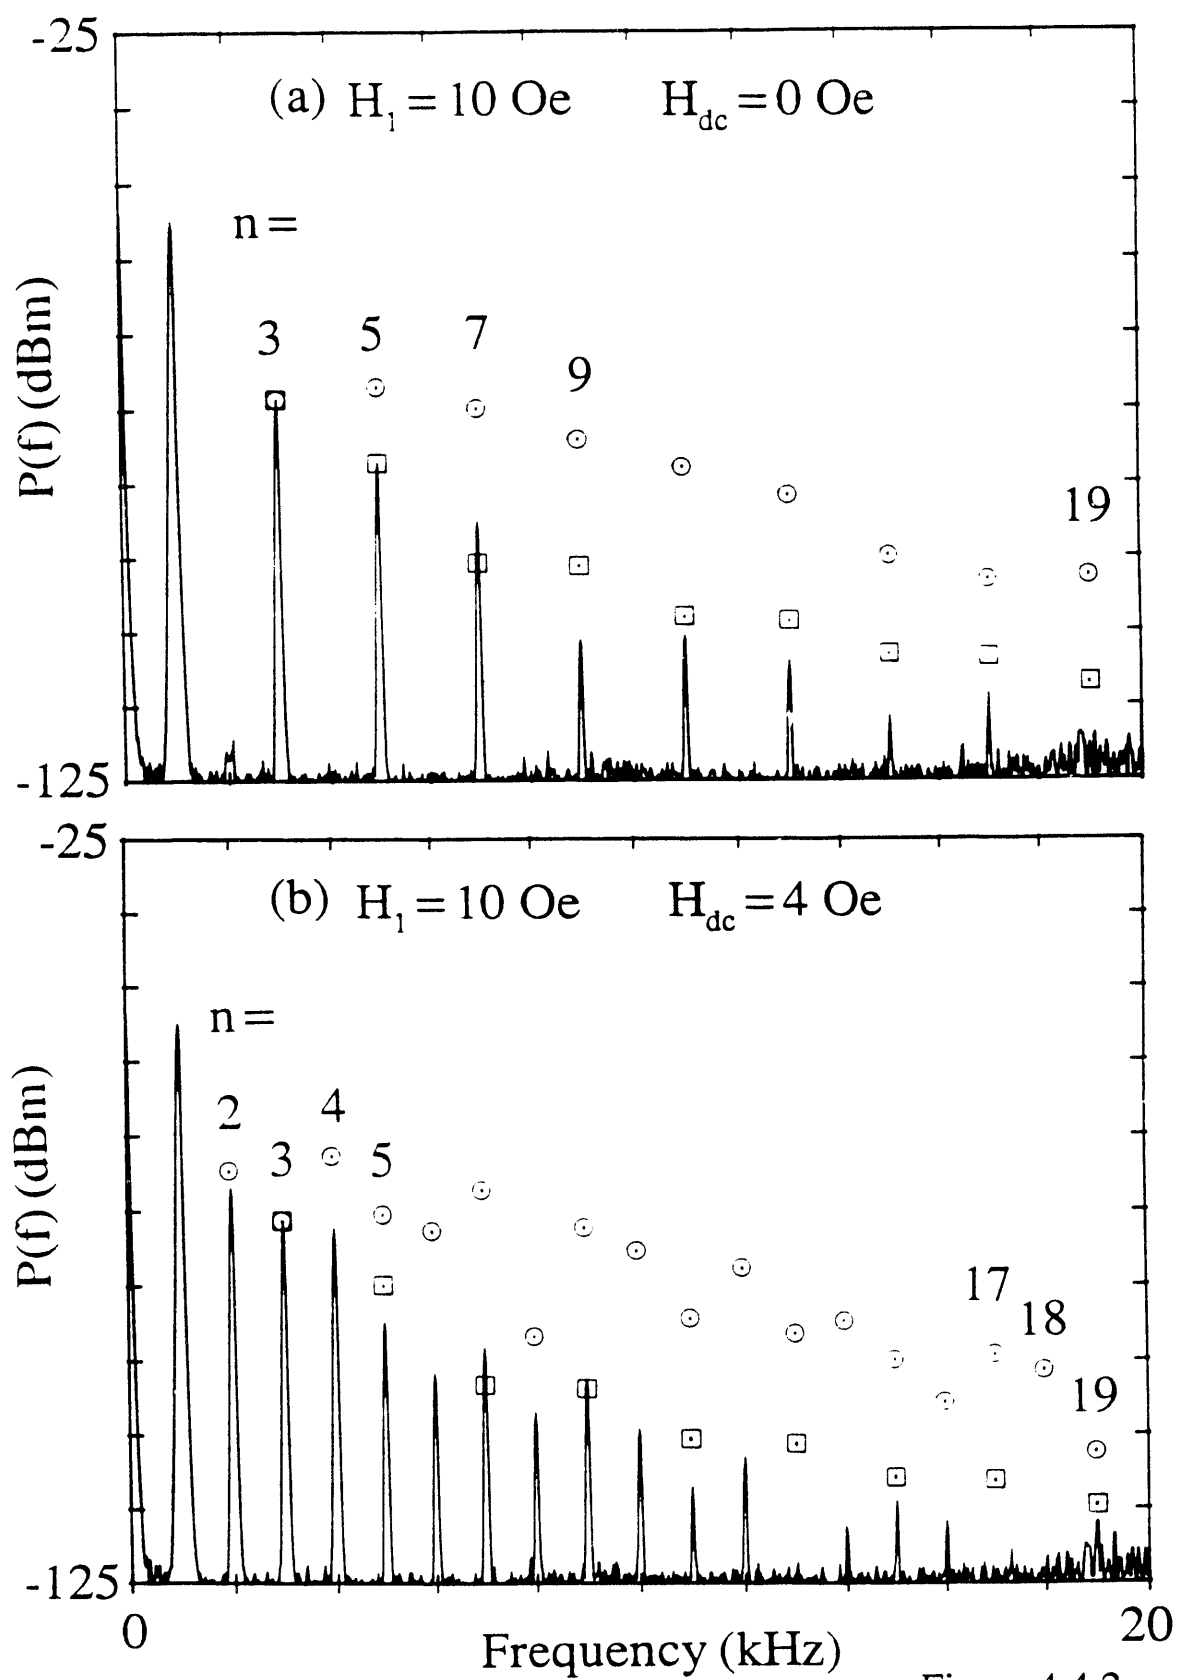 -25
(a) H₁ = 10 Oe H_dc = 0 Oe
n =
3 5 7 9
19
P(f) (dBm)
-125
-25
(b) H₁ = 10 Oe H_dc = 4 Oe
n =
2 3 4 5
17 18 19
P(f) (dBm)
-125
0 20
Frequency (kHz)